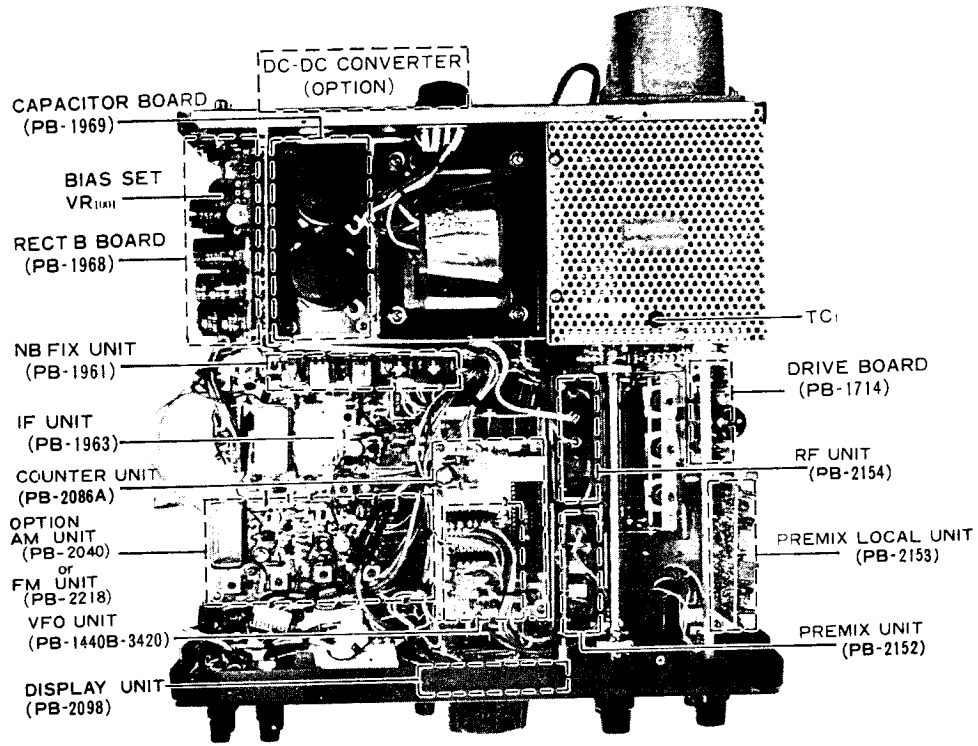 DC-DC CONVERTER
(OPTION)
CAPACITOR BOARD
(PB-1969)
BIAS SET
VR1001
RECT B BOARD
(PB-1968)
NB FIX UNIT
(PB-1961)
IF UNIT
(PB-1963)
COUNTER UNIT
(PB-2086A)
OPTION
AM UNIT
(PB-2040)
or
FM UNIT
(PB-2218)
VFO UNIT
(PB-1440B-3420)
DISPLAY UNIT
(PB-2098)
TC1
DRIVE BOARD
(PB-1714)
RF UNIT
(PB-2154)
PREMIX LOCAL UNIT
(PB-2153)
PREMIX UNIT
(PB-2152)